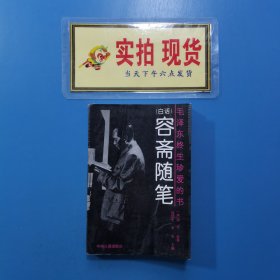 实拍 现货
当天下午六点发货
毛泽东终生珍爱的书
(白话)
容斋随笔